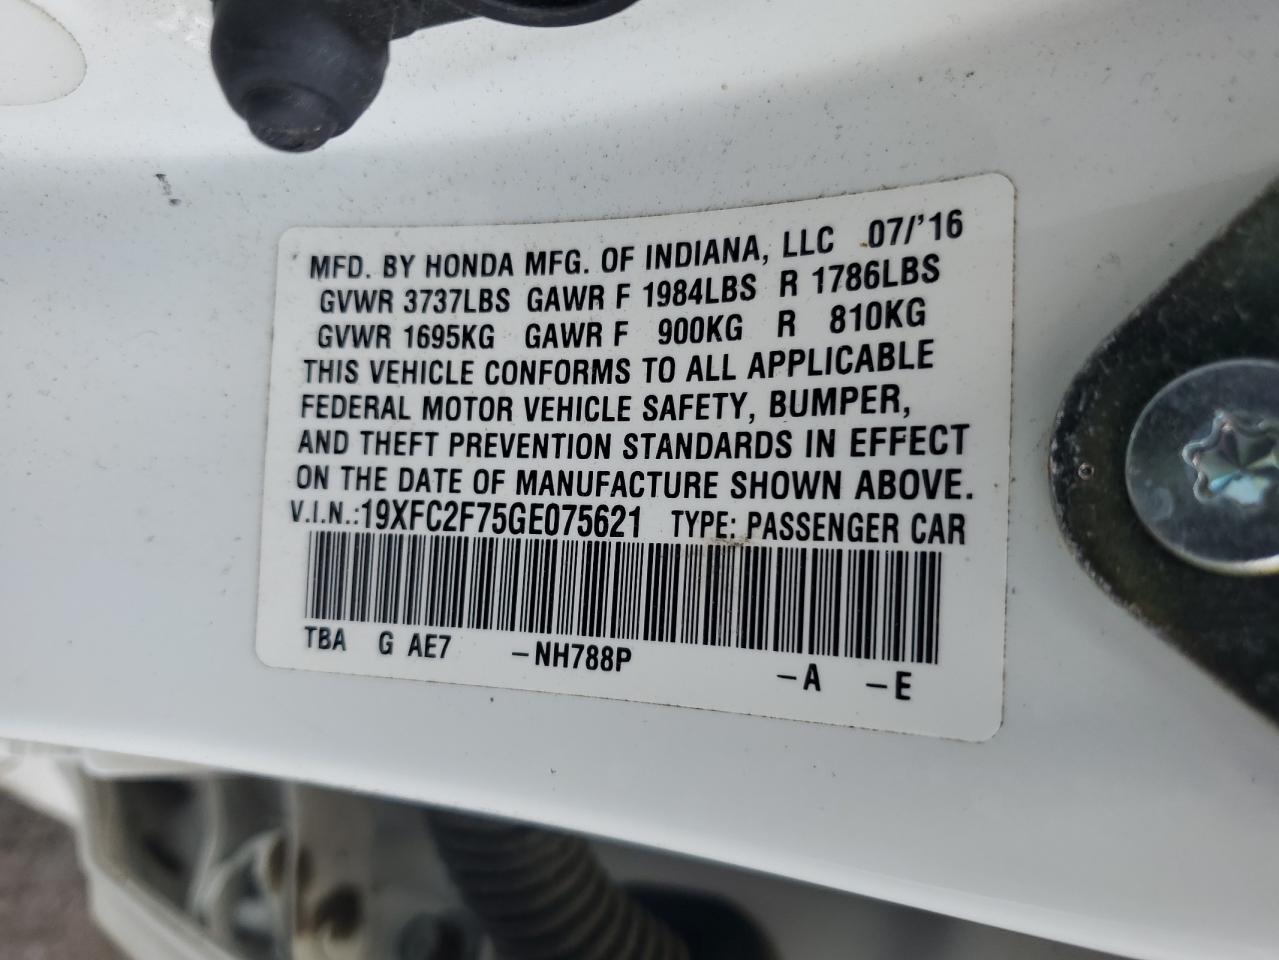 MFD. BY HONDA MFG. OF INDIANA, LLC 07/'16
GVWR 3737LBS GAWR F 1984LBS R 1786LBS
GVWR 1695KG GAWR F 900KG R 810KG
THIS VEHICLE CONFORMS TO ALL APPLICABLE
FEDERAL MOTOR VEHICLE SAFETY, BUMPER,
AND THEFT PREVENTION STANDARDS IN EFFECT
ON THE DATE OF MANUFACTURE SHOWN ABOVE.
V.I.N.:19XFC2F75GE075621 TYPE: PASSENGER CAR
TBA G AE7 -NH788P -A -E